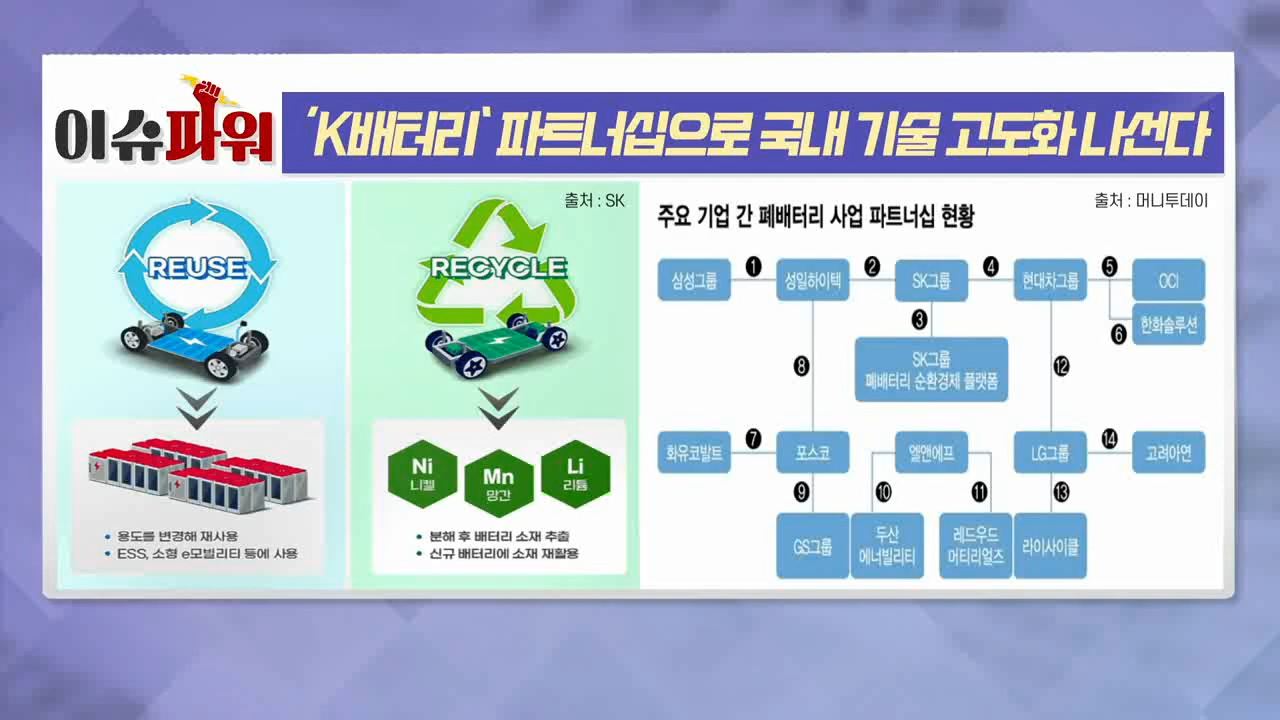 이슈파워
'K배터리' 파트너십으로 국내 기술 고도화 나선다
REUSE
용도를 변경해 재사용
ESS, 소형 e모빌리티 등에 사용
출처 : SK
RECYCLE
Ni
니켈
Mn
망간
Li
리튬
분해 후 배터리 소재 추출
신규 배터리에 소재 재활용
출처 : 머니투데이
주요 기업 간 폐배터리 사업 파트너십 현황
삼성그룹 1 성일하이텍 2 SK그룹 4 현대차그룹 5 OCI
3
6 한화솔루션
SK그룹
폐배터리 순환경제 플랫폼
8
12
화유코발트 7 포스코 엘앤에프 LG그룹 14 고려아연
9 10 11 13
GS그룹
두산
에너빌리티
레드우드
머티리얼즈
라이사이클